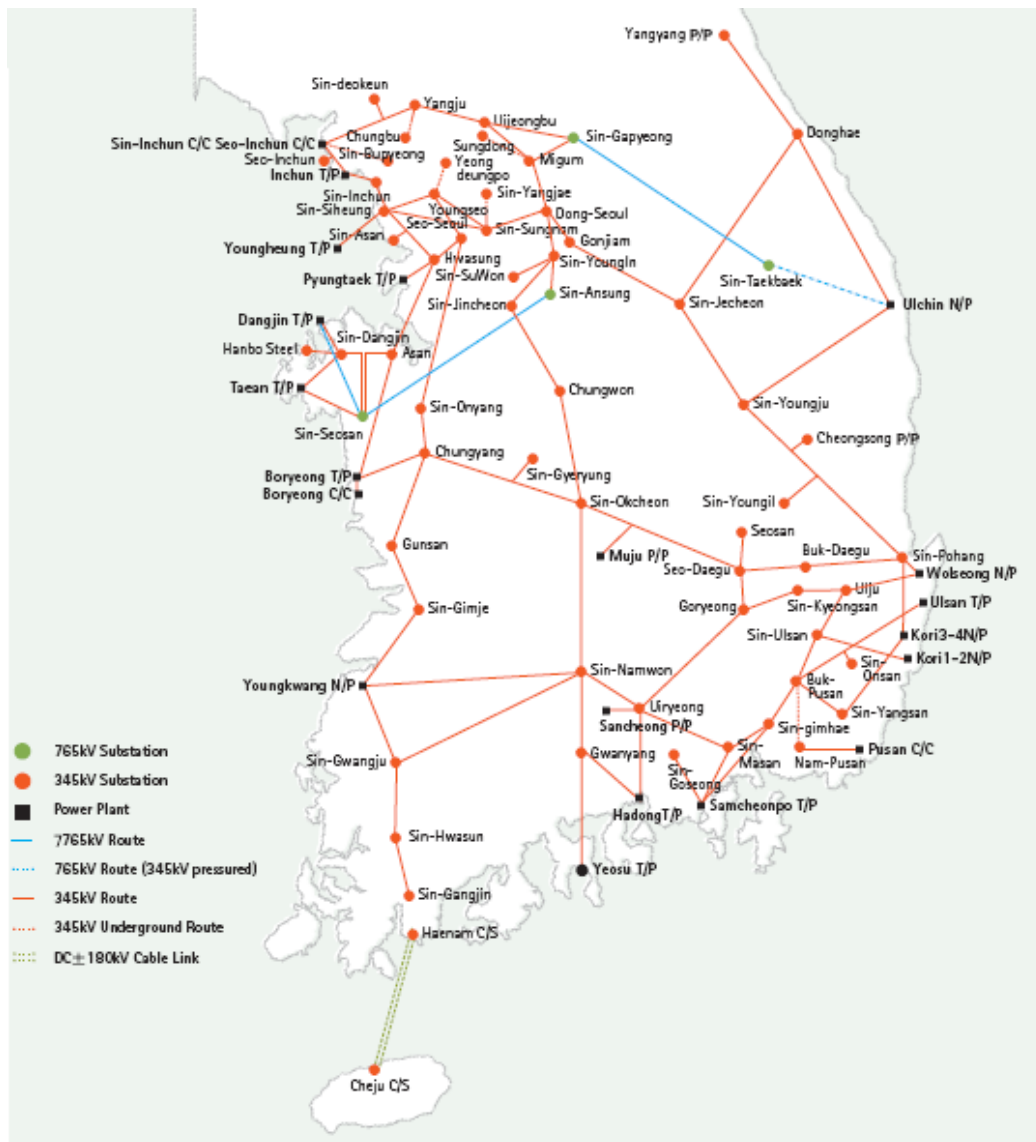 Yangyang P/P
Sin-deokeun
Yangju
Uijeongbu
Sin-Gapyeong
Donghae
Chungbu
Sungdong
Sin-Inchun C/C Seo-Inchun C/C
Sin-Bupyeong
Seo-Inchun
Yeong
deungpo
Migum
Inchun T/P
Sin-Inchun
Sin-Yangjae
Sin-Siheung
Youngseo
Dong-Seoul
Seo-Seoul
Sin-Sungnam
Sin-Asan
Gonjiam
Youngheung T/P
Hwasung
Sin-YoungIn
Sin-SuWon
Sin-Taekbaek
Pyungtaek T/P
Sin-Ansung
Sin-Jincheon
Sin-Jecheon
Ulchin N/P
Dangjin T/P
Sin-Dangjin
Hanbo Steel
Asan
Taean T/P
Chungwon
Sin-Onyang
Sin-Youngju
Sin-Seosan
Cheongsong P/P
Chungyang
Boryeong T/P
Sin-Gyeryung
Boryeong C/C
Sin-Okcheon
Sin-Youngil
Seosan
Gunsan
Muju P/P
Buk-Daegu
Sin-Pohang
Seo-Daegu
Wolseong N/P
Ulju
Goryeong
Sin-Kyeongsan
Ulsan T/P
Sin-Gimje
Sin-Ulsan
Kori3-4N/P
Kori1-2N/P
Sin-
Onsan
Sin-Namwon
Youngkwang N/P
Buk-
Pusan
Uiryeong
Sancheong P/P
Sin-Yangsan
Sin-gimhae
765kV Substation
Gwanyang
Sin-
Masan
Pusan C/C
Sin-Gwangju
Nam-Pusan
Sin-
Goseong
345kV Substation
Power Plant
HadongT/P
Samcheonpo T/P
7765kV Route
Sin-Hwasun
765kV Route (345kV pressured)
Yeosu T/P
345kV Route
Sin-Gangjin
345kV Underground Route
Haenam C/S
DC±180kV Cable Link
Cheju C/S